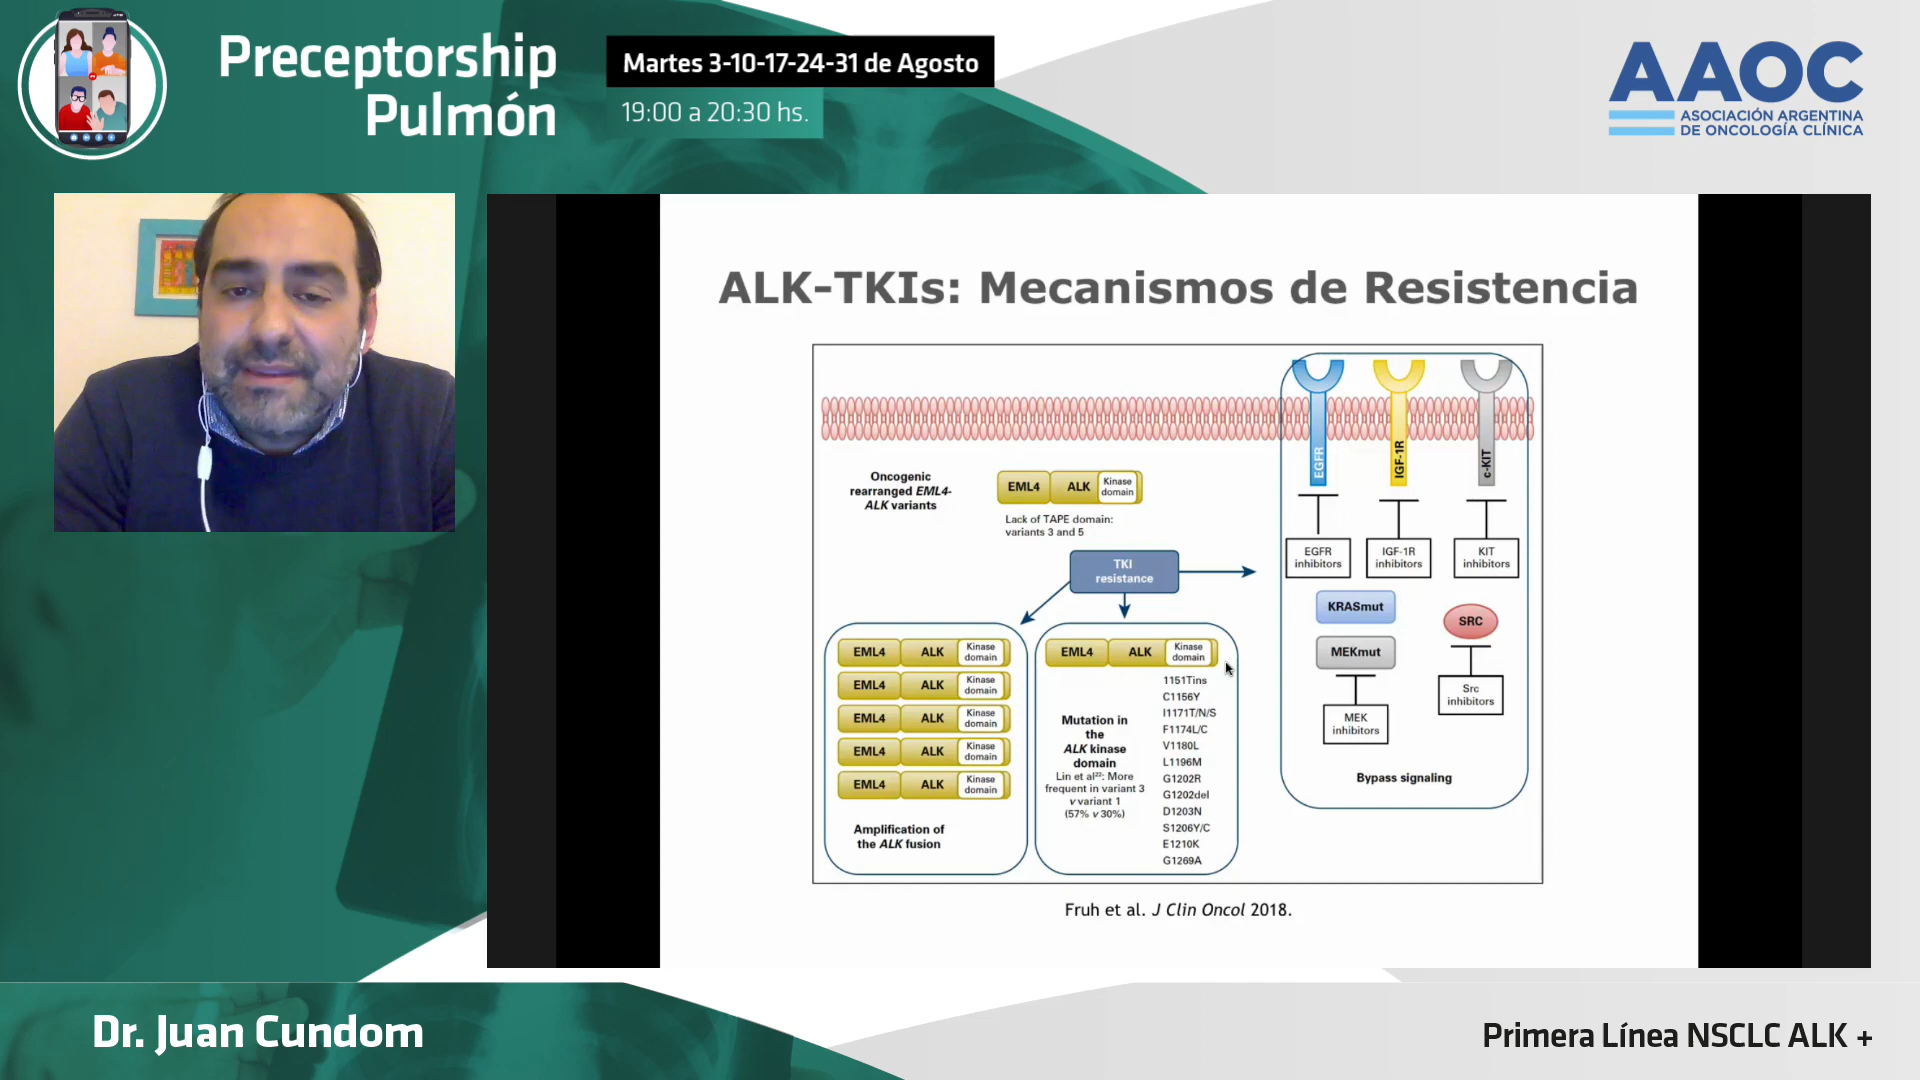 Preceptorship
Pulmón
Martes 3-10-17-24-31 de Agosto
19:00 a 20:30 hs.
AAOC
ASOCIACIÓN ARGENTINA
DE ONCOLOGÍA CLÍNICA
ALK-TKIs: Mecanismos de Resistencia
EGFR
IGF-1R
c-KIT
Oncogenic
rearranged EML4-
ALK variants
EML4 ALK Kinase
domain
Lack of TAPE domain:
variants 3 and 5
TKI
resistance
EGFR
inhibitors
IGF-1R
inhibitors
KIT
inhibitors
KRASmut
SRC
MEKmut
Src
inhibitors
MEK
inhibitors
Bypass signaling
EML4 ALK Kinase
domain
EML4 ALK Kinase
domain
EML4 ALK Kinase
domain
EML4 ALK Kinase
domain
EML4 ALK Kinase
domain
Amplification of
the ALK fusion
EML4 ALK Kinase
domain
Mutation in
the
ALK kinase
domain
Lin et al22: More
frequent in variant 3
v variant 1
(57% v 30%)
1151Tins
C1156Y
I1171T/N/S
F1174L/C
V1180L
L1196M
G1202R
G1202del
D1203N
S1206Y/C
E1210K
G1269A
Fruh et al. J Clin Oncol 2018.
Dr. Juan Cundom
Primera Línea NSCLC ALK +